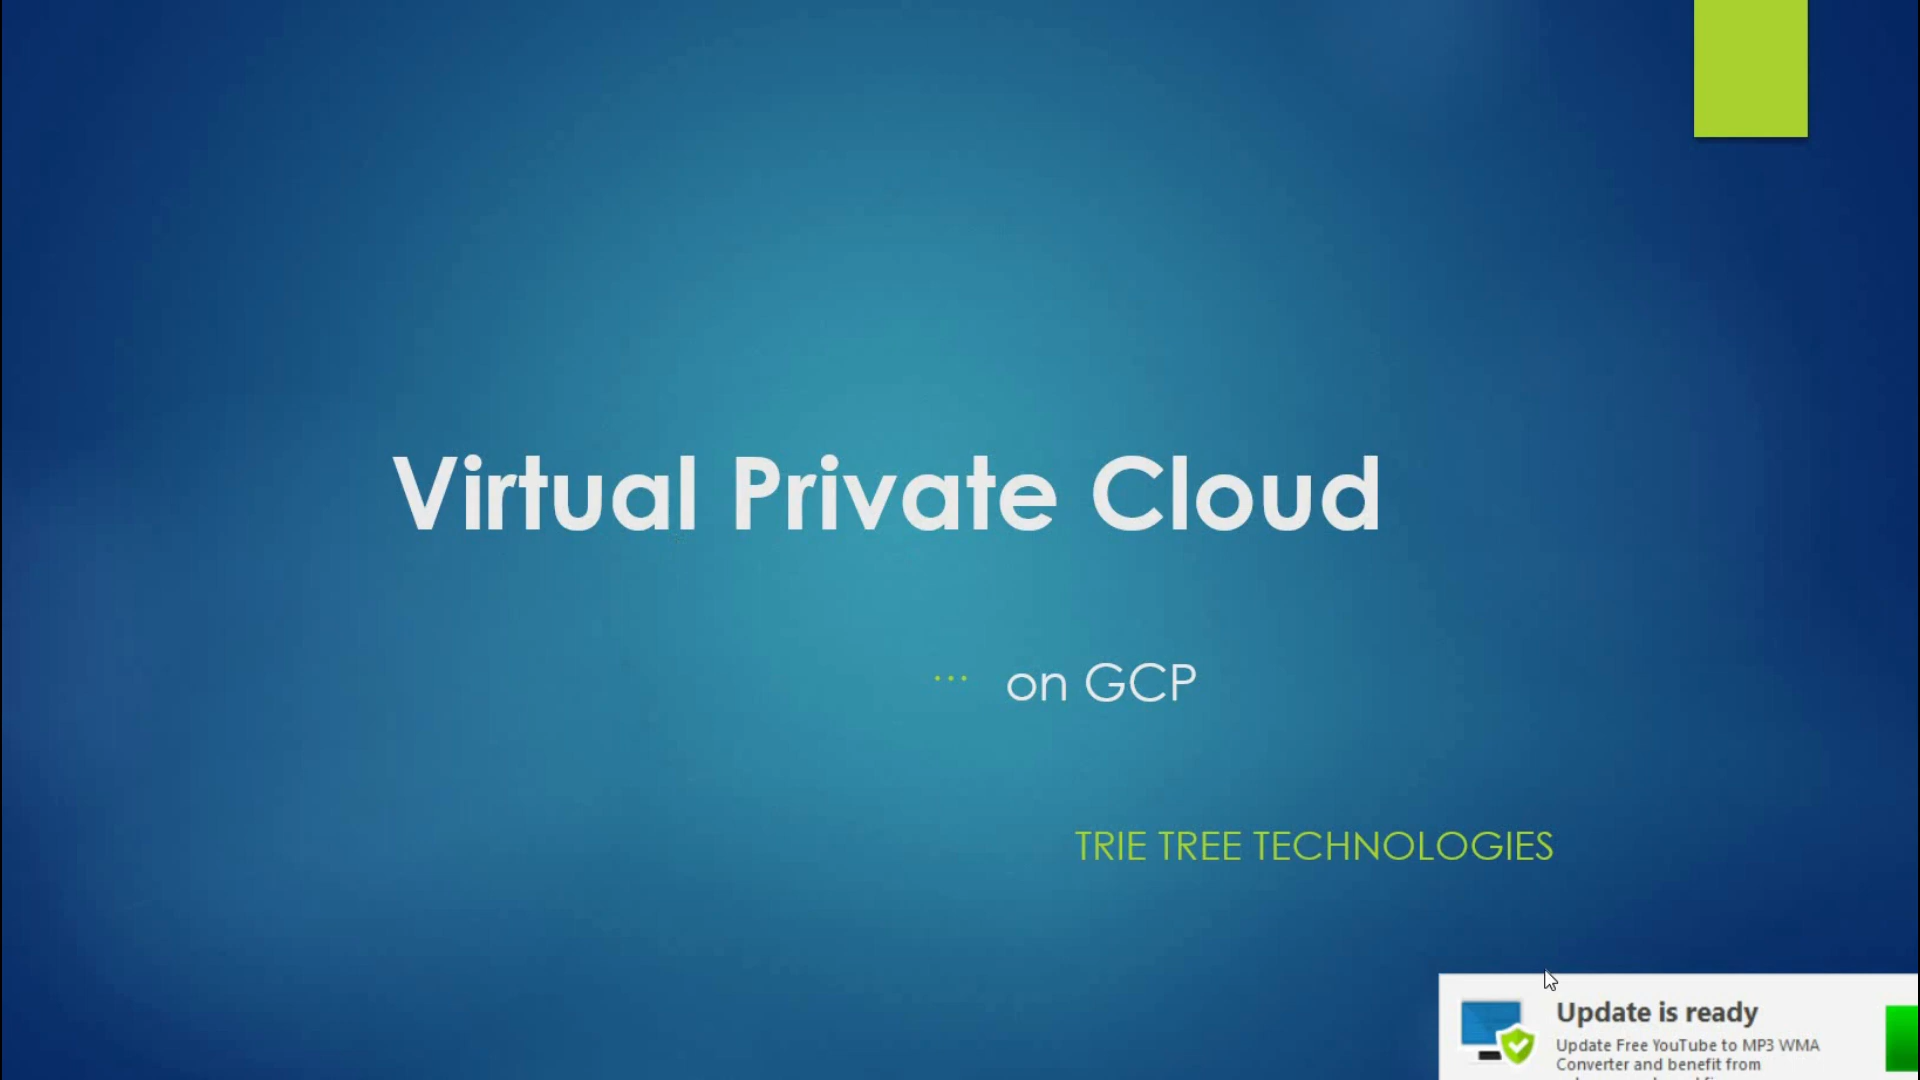 Virtual Private Cloud
... on GCP
TRIE TREE TECHNOLOGIES
Update is ready
Update Free YouTube to MP3 WMA
Converter and benefit from